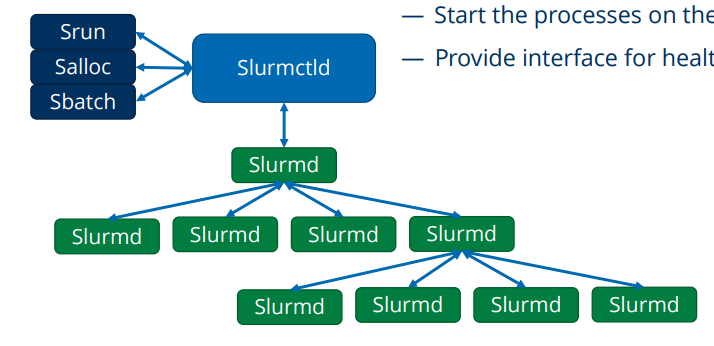 Srun
Salloc
Sbatch
Slurmctld
— Start the processes on the
— Provide interface for
Slurmd
Slurmd
Slurmd
Slurmd
Slurmd
Slurmd
Slurmd
Slurmd
Slurmd